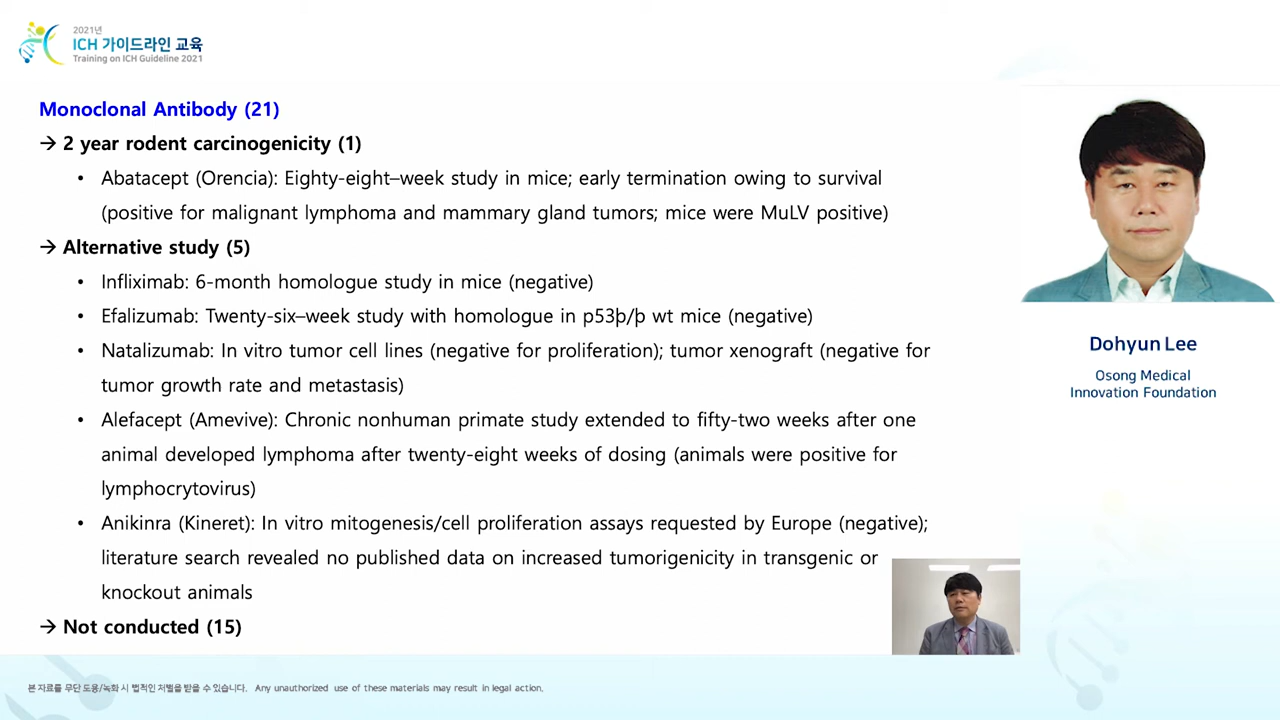 2021년
ICH 가이드라인 교육
Training on ICH Guideline 2021
Monoclonal Antibody (21)
→ 2 year rodent carcinogenicity (1)
• Abatacept (Orencia): Eighty-eight–week study in mice; early termination owing to survival
(positive for malignant lymphoma and mammary gland tumors; mice were MuLV positive)
→ Alternative study (5)
• Infliximab: 6-month homologue study in mice (negative)
• Efalizumab: Twenty-six–week study with homologue in p53þ/þ wt mice (negative)
• Natalizumab: In vitro tumor cell lines (negative for proliferation); tumor xenograft (negative for
tumor growth rate and metastasis)
• Alefacept (Amevive): Chronic nonhuman primate study extended to fifty-two weeks after one
animal developed lymphoma after twenty-eight weeks of dosing (animals were positive for
lymphocrytovirus)
• Anikinra (Kineret): In vitro mitogenesis/cell proliferation assays requested by Europe (negative);
literature search revealed no published data on increased tumorigenicity in transgenic or
knockout animals
→ Not conducted (15)
Dohyun Lee
Osong Medical
Innovation Foundation
본 자료를 무단 도용/녹화 시 법적인 처벌을 받을 수 있습니다. Any unauthorized use of these materials may result in legal action.